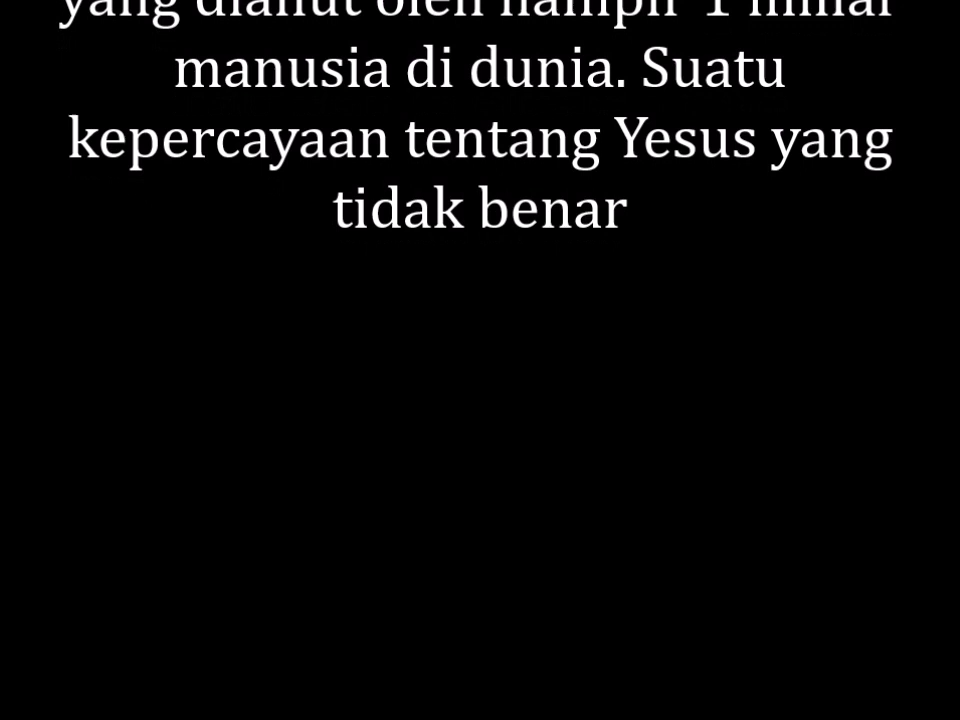 yang dianut oleh hampir 1 miliar
manusia di dunia. Suatu
kepercayaan tentang Yesus yang
tidak benar